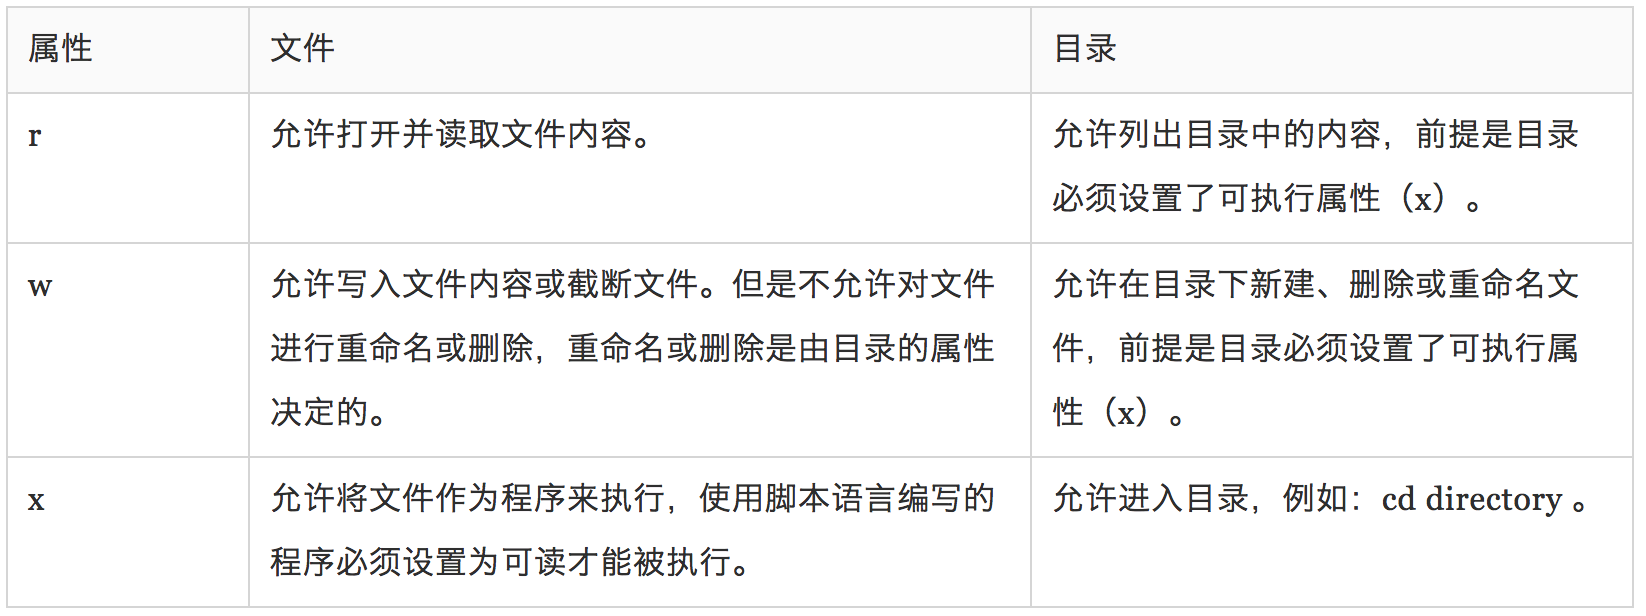 属性 文件 目录
r 允许打开并读取文件内容。 允许列出目录中的内容，前提是目录
必须设置了可执行属性（x）。
w 允许写入文件内容或截断文件。但是不允许对文件 允许在目录下新建、删除或重命名文
进行重命名或删除，重命名或删除是由目录的属性 件，前提是目录必须设置了可执行属
决定的。 性（x）。
x 允许将文件作为程序来执行，使用脚本语言编写的 允许进入目录，例如：cd directory 。
程序必须设置为可读才能被执行。